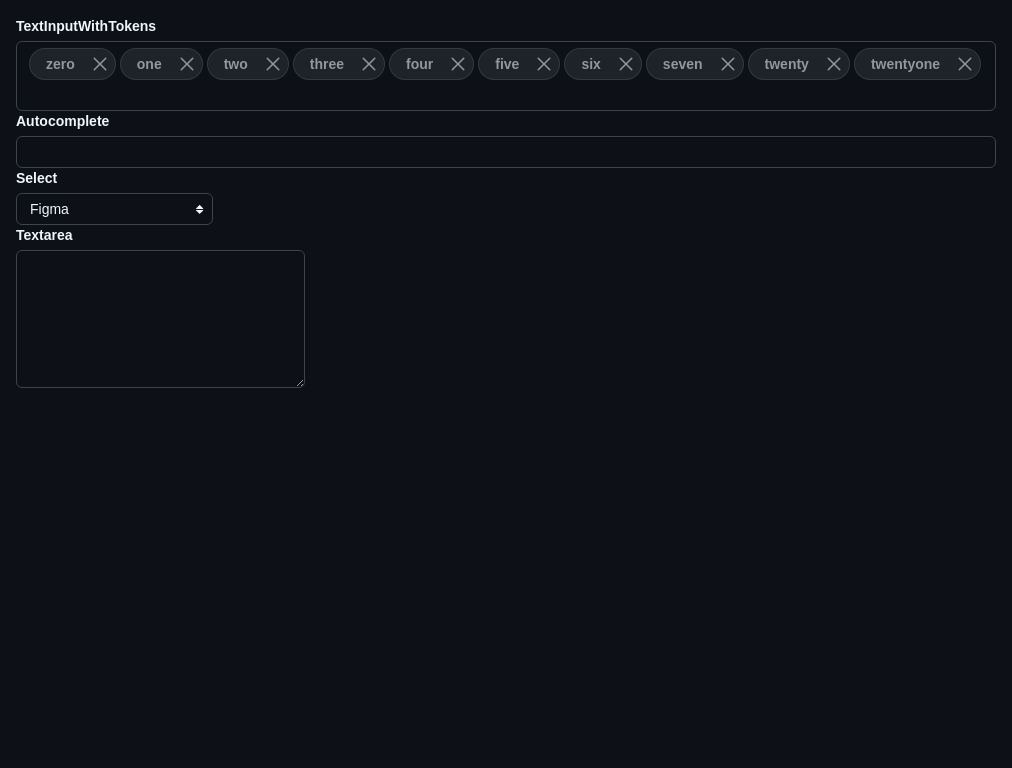 TextInputWithTokens
zero one two three four five six seven twenty twentyone
Autocomplete
Select
Figma
Textarea